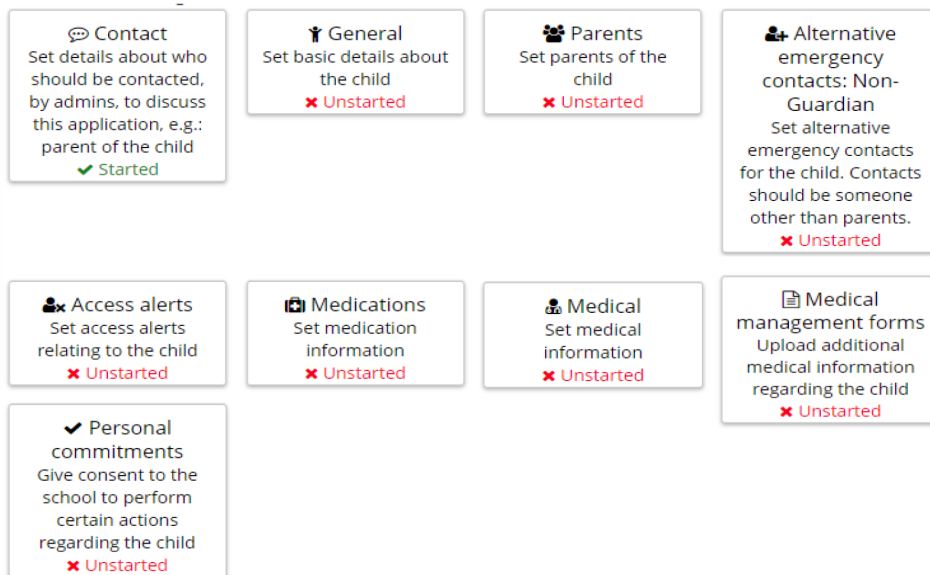 Contact
Set details about who
should be contacted,
by admins, to discuss
this application, e.g.:
parent of the child
Started
General
Set basic details about
the child
Unstarted
Parents
Set parents of the
child
Unstarted
Alternative
emergency
contacts: Non-
Guardian
Set alternative
emergency contacts
for the child. Contacts
should be someone
other than parents.
Unstarted
Access alerts
Set access alerts
relating to the child
Unstarted
Medications
Set medication
information
Unstarted
Medical
Set medical
information
Unstarted
Medical
management forms
Upload additional
medical information
regarding the child
Unstarted
Personal
commitments
Give consent to the
school to perform
certain actions
regarding the child
Unstarted